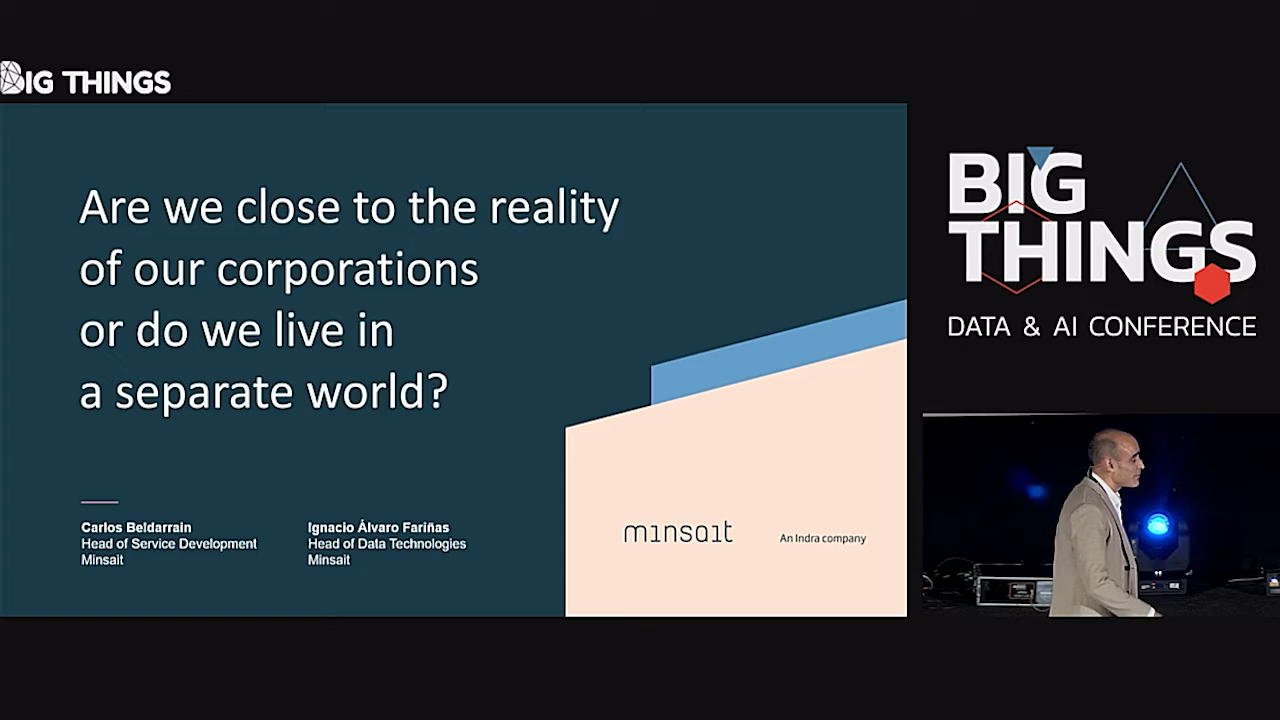 BIG THINGS
Are we close to the reality
of our corporations
or do we live in
a separate world?
Carlos Beldarrain
Head of Service Development
Minsait
Ignacio Álvaro Fariñas
Head of Data Technologies
Minsait
minsait
An Indra company
BIG
THINGS
DATA & AI CONFERENCE